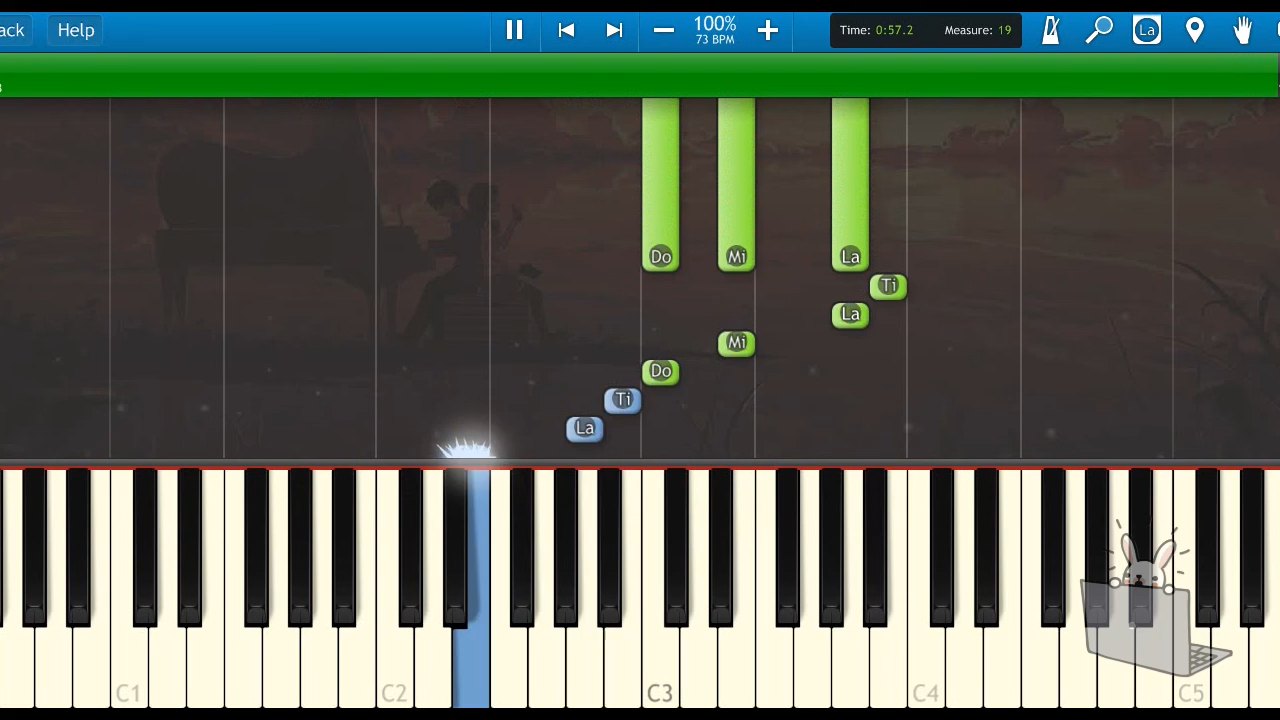 ack Help 100% Time: 0:57.2 Measure: 19 La
73 BPM
Do Mi La
Ti
La
Mi
Do
Ti
La
C1 C2 C3 C4 C5